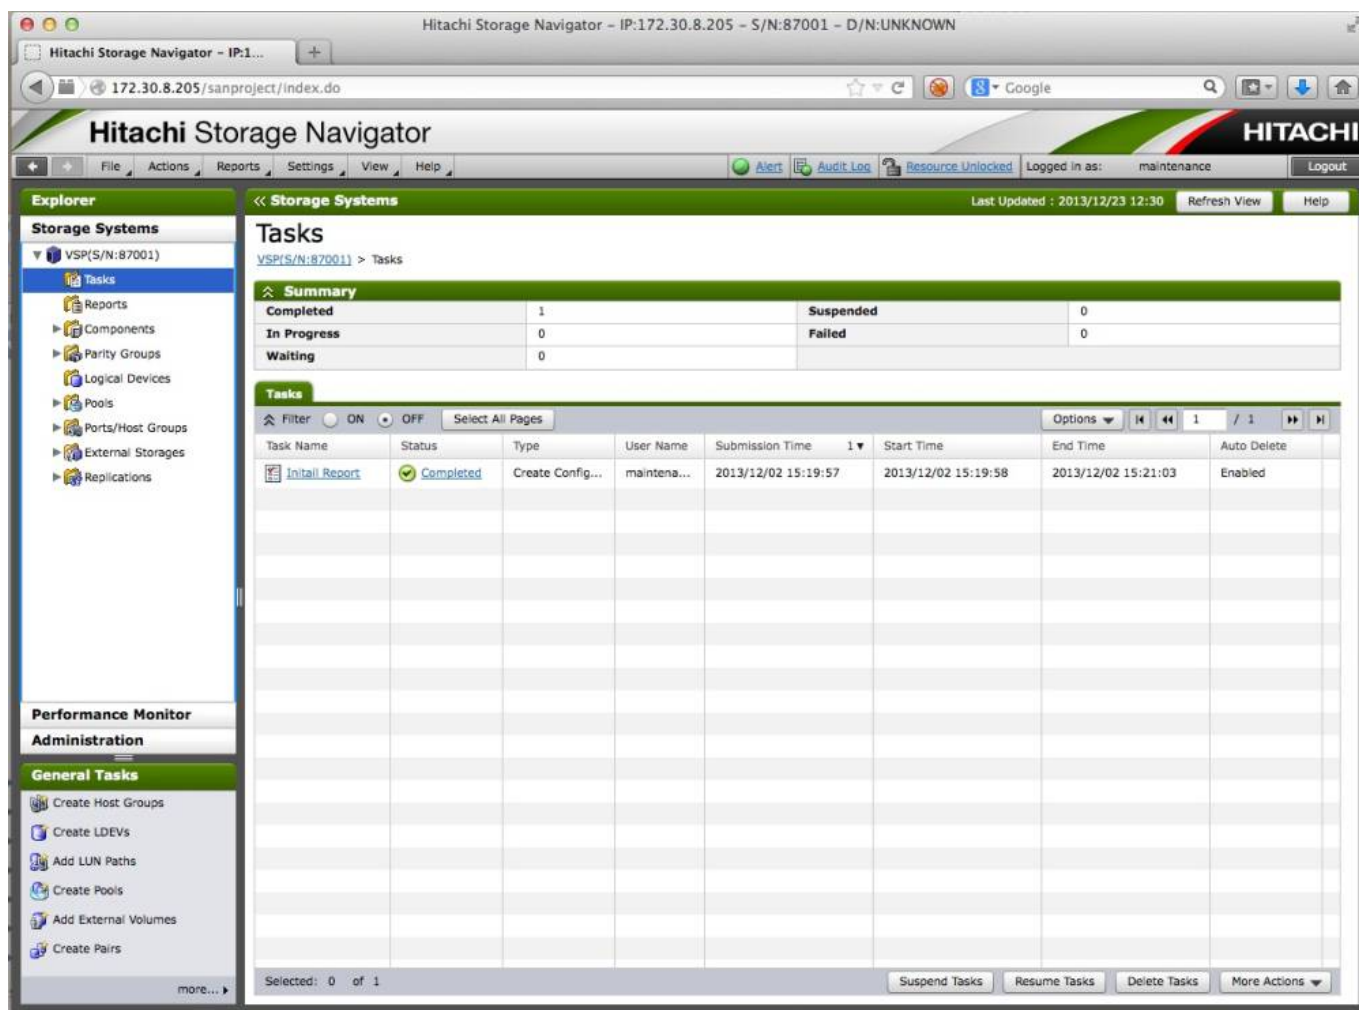 Hitachi Storage Navigator – IP:172.30.8.205 – S/N:87001 – D/N:UNKNOWN
Hitachi Storage Navigator – IP:1...
172.30.8.205/sanproject/index.do
Google
Hitachi Storage Navigator
HITACHI
File Actions Reports Settings View Help Alert Audit Log Resource Unlocked Logged in as: maintenance Logout
Explorer
Storage Systems
VSP(S/N:87001)
Tasks
Reports
Components
Parity Groups
Logical Devices
Pools
Ports/Host Groups
External Storages
Replications
Performance Monitor
Administration
General Tasks
Create Host Groups
Create LDEVs
Add LUN Paths
Create Pools
Add External Volumes
Create Pairs
more...
<< Storage Systems Last Updated : 2013/12/23 12:30 Refresh View Help
Tasks
VSP(S/N:87001) > Tasks
Summary
Completed 1 Suspended 0
In Progress 0 Failed 0
Waiting 0
Tasks
Filter ON OFF Select All Pages Options 1 / 1
Task Name Status Type User Name Submission Time 1 Start Time End Time Auto Delete
Initail Report Completed Create Config... maintena... 2013/12/02 15:19:57 2013/12/02 15:19:58 2013/12/02 15:21:03 Enabled
Selected: 0 of 1 Suspend Tasks Resume Tasks Delete Tasks More Actions